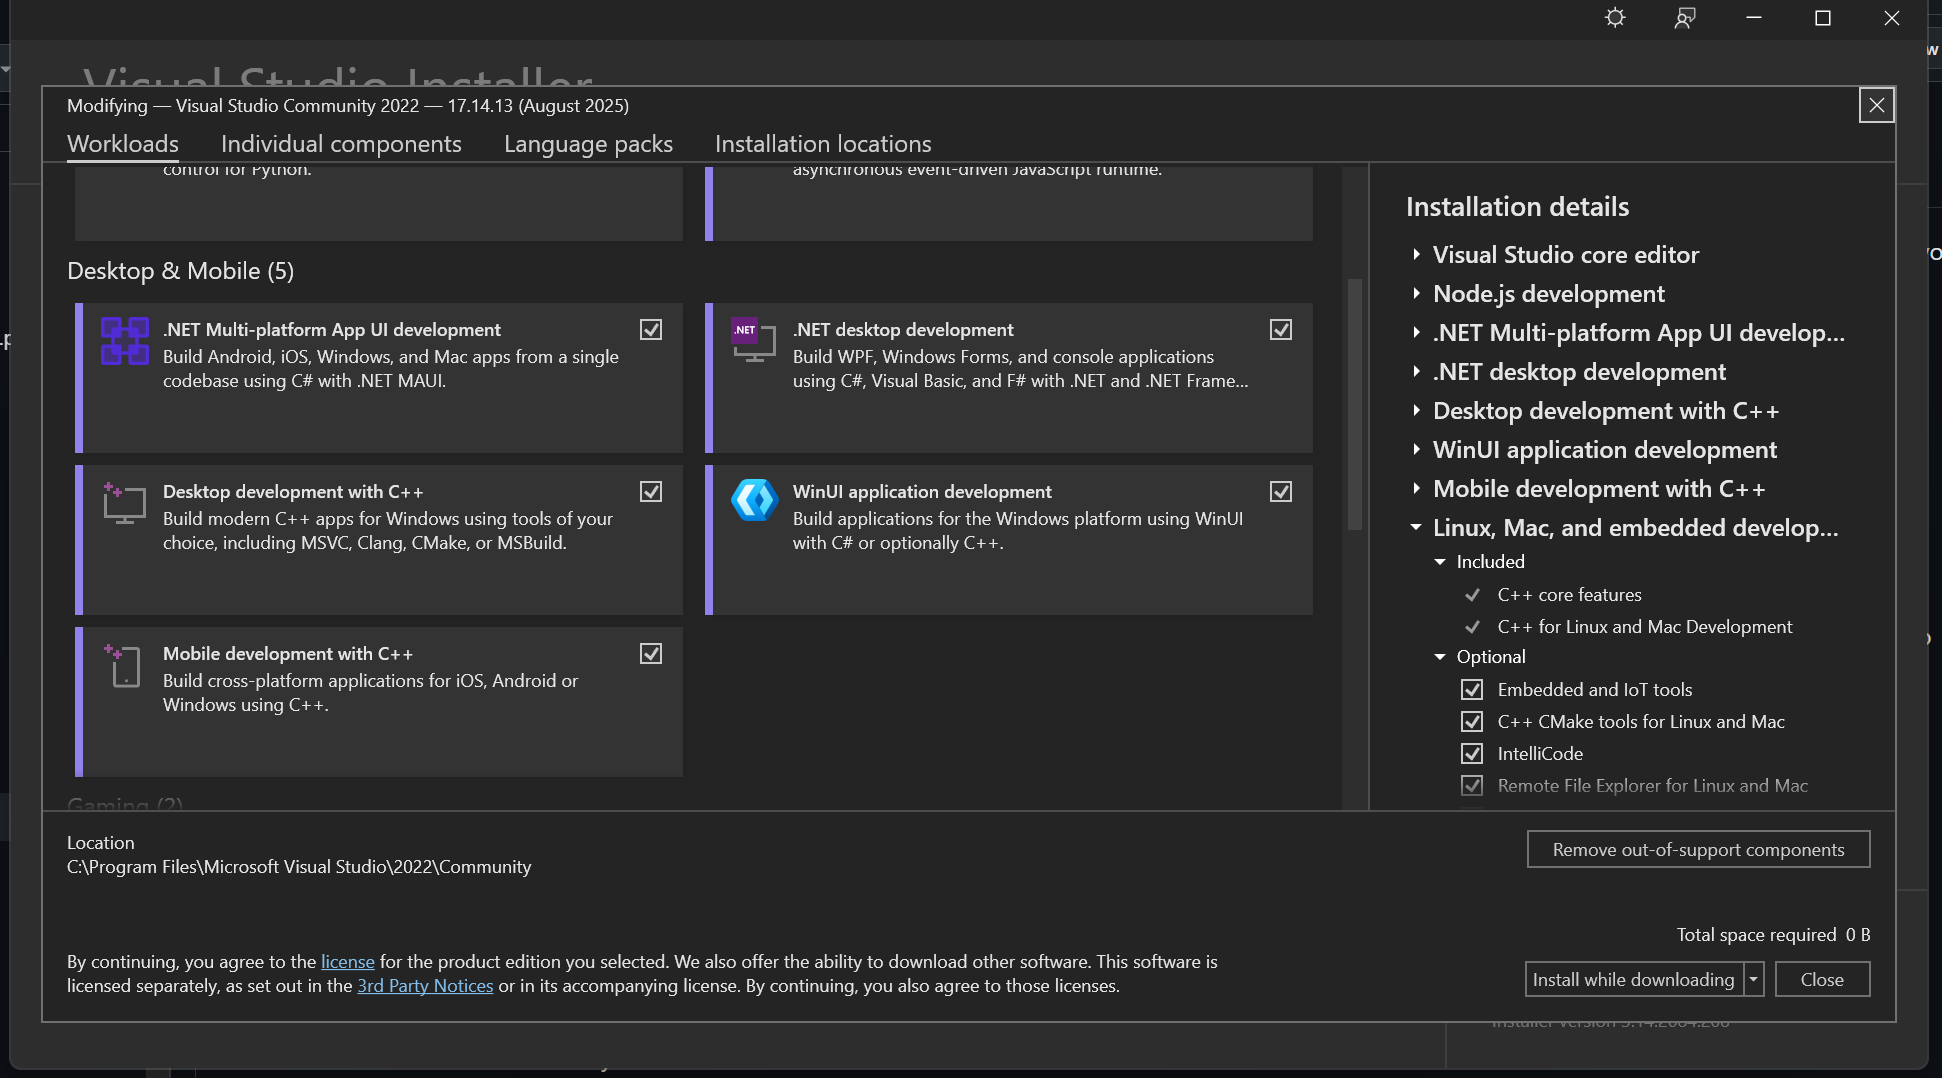 Visual Studio Installer
Modifying — Visual Studio Community 2022 — 17.14.13 (August 2025)
Workloads
Individual components
Language packs
Installation locations
control for Python.
asynchronous event-driven JavaScript runtime.
Desktop & Mobile (5)
.NET Multi-platform App UI development
Build Android, iOS, Windows, and Mac apps from a single
codebase using C# with .NET MAUI.
.NET
.NET desktop development
Build WPF, Windows Forms, and console applications
using C#, Visual Basic, and F# with .NET and .NET Frame...
Desktop development with C++
Build modern C++ apps for Windows using tools of your
choice, including MSVC, Clang, CMake, or MSBuild.
WinUI application development
Build applications for the Windows platform using WinUI
with C# or optionally C++.
Mobile development with C++
Build cross-platform applications for iOS, Android or
Windows using C++.
Gaming (2)
Installation details
Visual Studio core editor
Node.js development
.NET Multi-platform App UI develop...
.NET desktop development
Desktop development with C++
WinUI application development
Mobile development with C++
Linux, Mac, and embedded develop...
Included
C++ core features
C++ for Linux and Mac Development
Optional
Embedded and IoT tools
C++ CMake tools for Linux and Mac
IntelliCode
Remote File Explorer for Linux and Mac
Location
C:\Program Files\Microsoft Visual Studio\2022\Community
Remove out-of-support components
Total space required 0 B
By continuing, you agree to the license for the product edition you selected. We also offer the ability to download other software. This software is
licensed separately, as set out in the 3rd Party Notices or in its accompanying license. By continuing, you also agree to those licenses.
Install while downloading
Close